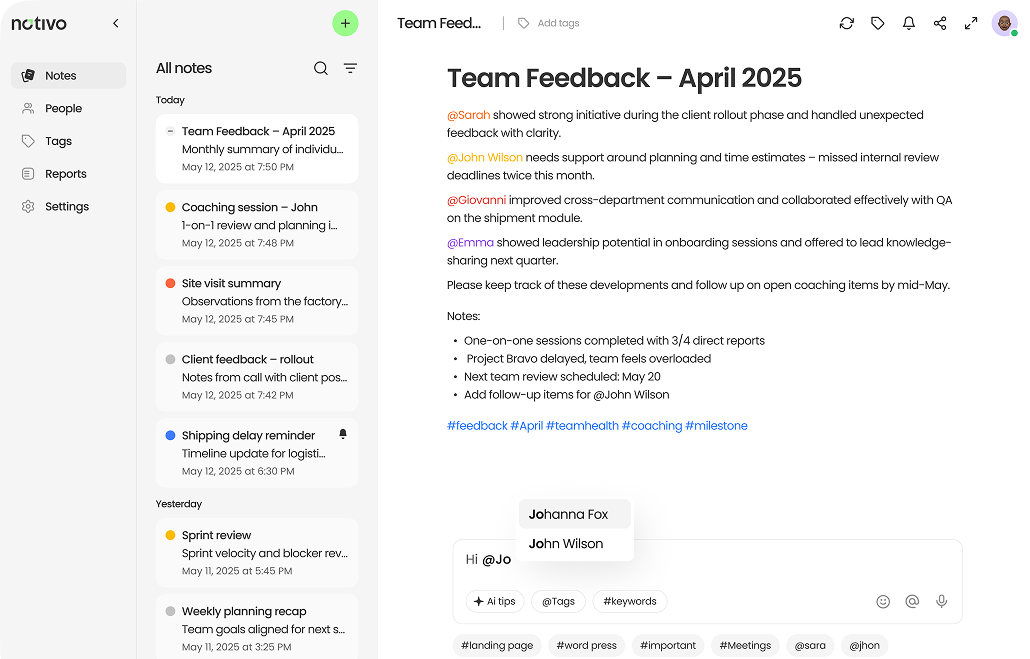 notivo
Notes
People
Tags
Reports
Settings
+
All notes
Today
Team Feedback – April 2025
Monthly summary of individu...
May 12, 2025 at 7:50 PM
Coaching session – John
1-on-1 review and planning i...
May 12, 2025 at 7:48 PM
Site visit summary
Observations from the factory...
May 12, 2025 at 7:45 PM
Client feedback – rollout
Notes from call with client pos...
May 12, 2025 at 7:42 PM
Shipping delay reminder
Timeline update for logisti...
May 12, 2025 at 6:30 PM
Yesterday
Sprint review
Sprint velocity and blocker rev...
May 11, 2025 at 5:45 PM
Weekly planning recap
Team goals aligned for next s...
May 11, 2025 at 3:25 PM
Team Feed...
Add tags
Team Feedback – April 2025
@Sarah showed strong initiative during the client rollout phase and handled unexpected
feedback with clarity.
@John Wilson needs support around planning and time estimates – missed internal review
deadlines twice this month.
@Giovanni improved cross-department communication and collaborated effectively with QA
on the shipment module.
@Emma showed leadership potential in onboarding sessions and offered to lead knowledge-
sharing next quarter.
Please keep track of these developments and follow up on open coaching items by mid-May.
Notes:
• One-on-one sessions completed with 3/4 direct reports
• Project Bravo delayed, team feels overloaded
• Next team review scheduled: May 20
• Add follow-up items for @John Wilson
#feedback #April #teamhealth #coaching #milestone
Johanna Fox
John Wilson
Hi @Jo
Ai tips
@Tags
#keywords
#landing page
#word press
#important
#Meetings
@sara
@jhon